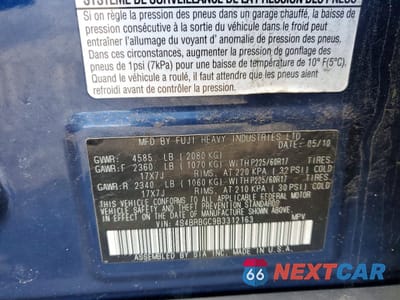 SYSTÈME DE SURVEILLANCE DE LA PRESSION DES PNEUS
Si on règle la pression des pneus dans un garage chauffé, la baisse de
pression consécutive à la sortie du véhicule dans le froid peut
entraîner l'allumage du voyant d' anomalie de pression des pneus.
Dans ces circonstances, augmenter la pression de gonflage
des pneus de 1psi (7kPa) pour une baisse de température de 10°F(5°C).
Quand le véhicule a roulé, il faut attendre que les pneus aient
refroidi avant de contrôler la pression.
MFD BY FUJI HEAVY INDUSTRIES LTD.
05/10
GVWR: 4585 LB (2080 KG)
GAWR:F 2360 LB (1070 KG) WITH P225/60R17 TIRES,
17X7J RIMS, AT 220 KPA ( 32 PSI) COLD
GAWR:R 2340 LB (1060 KG) WITH P225/60R17 TIRES,
17X7J RIMS, AT 210 KPA ( 30 PSI) COLD
THIS VEHICLE CONFORMS TO ALL APPLICABLE
FEDERAL MOTOR VEHICLE SAFETY, BUMPER, AND
THEFT PREVENTION STANDARDS IN EFFECT ON THE
DATE OF MANUFACTURE SHOWN ABOVE.
VIN: 4S4BRBGC9B3312163 MPV
ASSEMBLED BY SIA INC. MADE IN U.S.A.
66 NEXTCAR